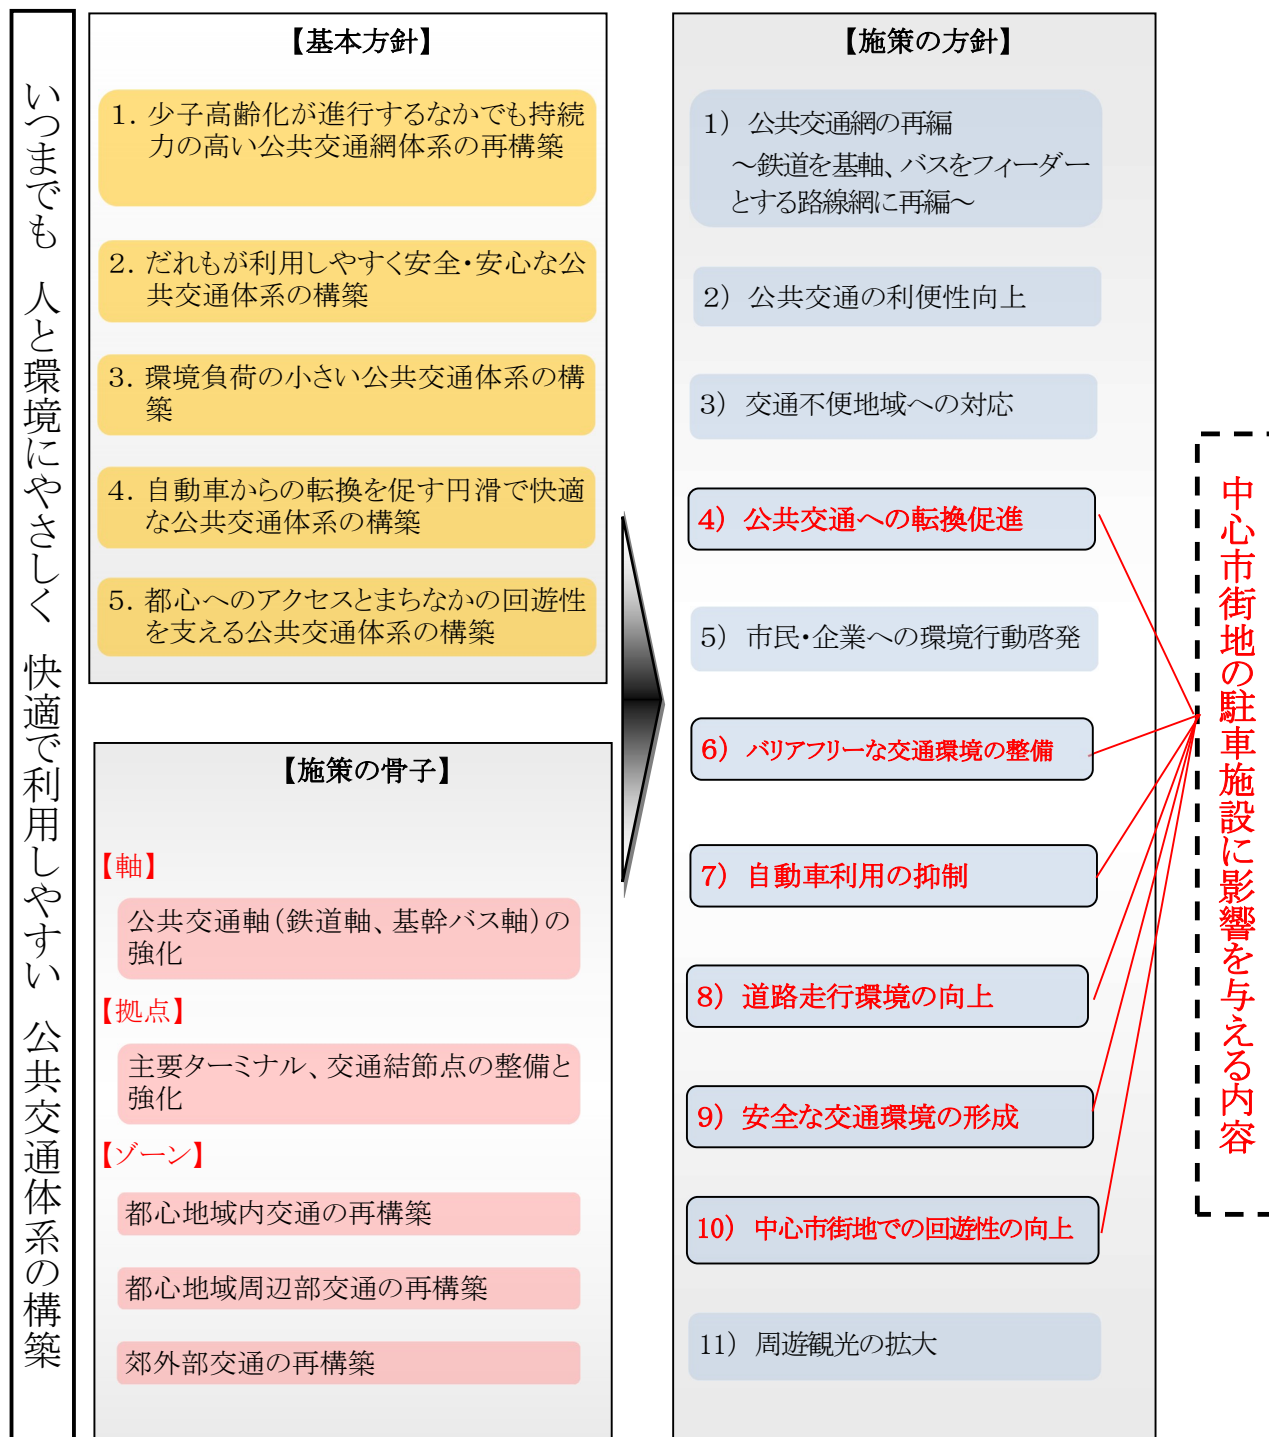 いつまでも 人と環境にやさしく 快適で利用しやすい 公共交通体系の構築
【基本方針】
1. 少子高齢化が進行するなかでも持続
力の高い公共交通網体系の再構築
2. だれもが利用しやすく安全・安心な公
共交通体系の構築
3. 環境負荷の小さい公共交通体系の構
築
4. 自動車からの転換を促す円滑で快適
な公共交通体系の構築
5. 都心へのアクセスとまちなかの回遊性
を支える公共交通体系の構築
【施策の骨子】
【軸】
公共交通軸(鉄道軸、基幹バス軸)の
強化
【拠点】
主要ターミナル、交通結節点の整備と
強化
【ゾーン】
都心地域内交通の再構築
都心地域周辺部交通の再構築
郊外部交通の再構築
【施策の方針】
1) 公共交通網の再編
～鉄道を基軸、バスをフィーダー
とする路線網に再編～
2) 公共交通の利便性向上
3) 交通不便地域への対応
4) 公共交通への転換促進
5) 市民・企業への環境行動啓発
6) バリアフリーな交通環境の整備
7) 自動車利用の抑制
8) 道路走行環境の向上
9) 安全な交通環境の形成
10) 中心市街地での回遊性の向上
11) 周遊観光の拡大
中心市街地の駐車施設に影響を与える内容